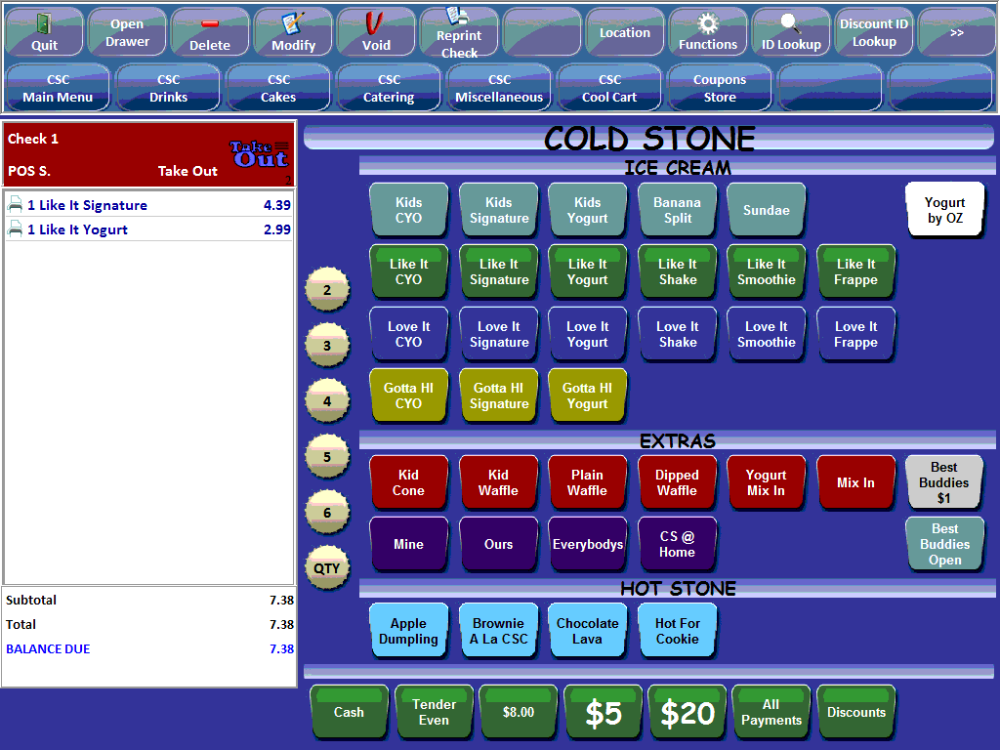 Quit
Open
Drawer
Delete
Modify
Void
Reprint
Check
Location
Functions
ID Lookup
Discount ID
Lookup
>>
CSC
Main Menu
CSC
Drinks
CSC
Cakes
CSC
Catering
CSC
Miscellaneous
CSC
Cool Cart
Coupons
Store
Check 1
POS S.
Take Out
Take
Out
2
1 Like It Signature 4.39
1 Like It Yogurt 2.99
Subtotal 7.38
Total 7.38
BALANCE DUE 7.38
COLD STONE
ICE CREAM
Kids
CYO
Kids
Signature
Kids
Yogurt
Banana
Split
Sundae
Yogurt
by OZ
Like It
CYO
Like It
Signature
Like It
Yogurt
Like It
Shake
Like It
Smoothie
Like It
Frappe
Love It
CYO
Love It
Signature
Love It
Yogurt
Love It
Shake
Love It
Smoothie
Love It
Frappe
Gotta HI
CYO
Gotta HI
Signature
Gotta HI
Yogurt
2
3
4
5
6
QTY
EXTRAS
Kid
Cone
Kid
Waffle
Plain
Waffle
Dipped
Waffle
Yogurt
Mix In
Mix In
Best
Buddies
$1
Mine
Ours
Everybodys
CS @
Home
Best
Buddies
Open
HOT STONE
Apple
Dumpling
Brownie
A La CSC
Chocolate
Lava
Hot For
Cookie
Cash
Tender
Even
$8.00
$5
$20
All
Payments
Discounts